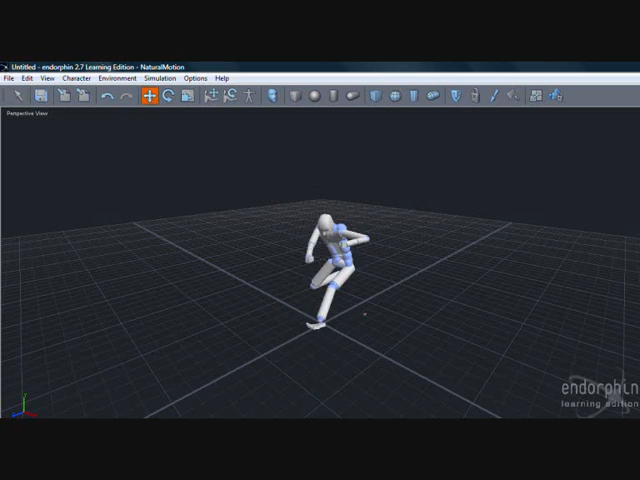 Untitled - endorphin 2.7 Learning Edition - NaturalMotion
File Edit View Character Environment Simulation Options Help
Perspective View
endorphin
learning edition